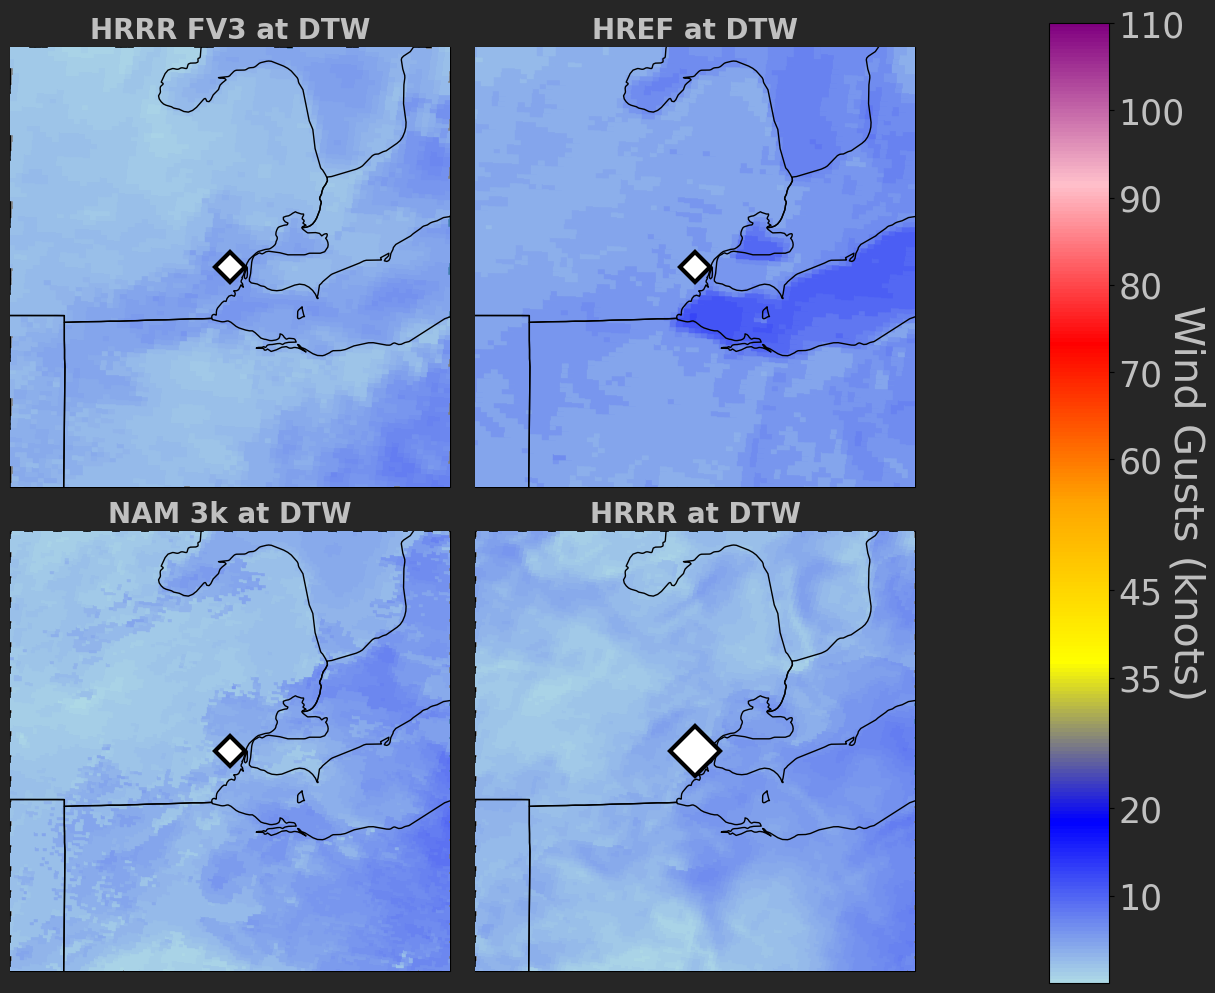 HRRR FV3 at DTW
HREF at DTW
NAM 3k at DTW
HRRR at DTW
110
100
90
80
70
60
45
35
20
10
Wind Gusts (knots)